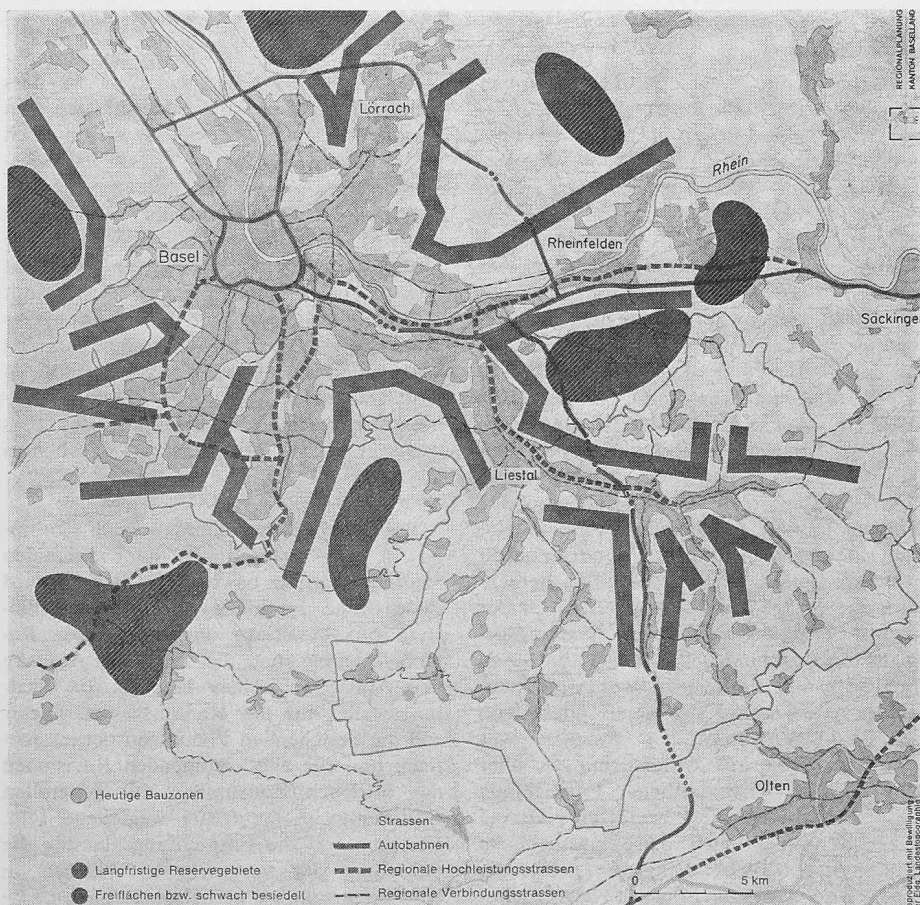 REGIONALPLANUNG
KANTON BASELLAND
Lörrach
Rhein
Basel
Rheinfelden
Säckingen
Liestal
Olten
Heutige Bauzonen
Langfristige Reservegebiete
Freiflächen bzw. schwach besiedelt
Strassen:
Autobahnen
Regionale Hochleistungsstrassen
Regionale Verbindungsstrassen
0 5 km